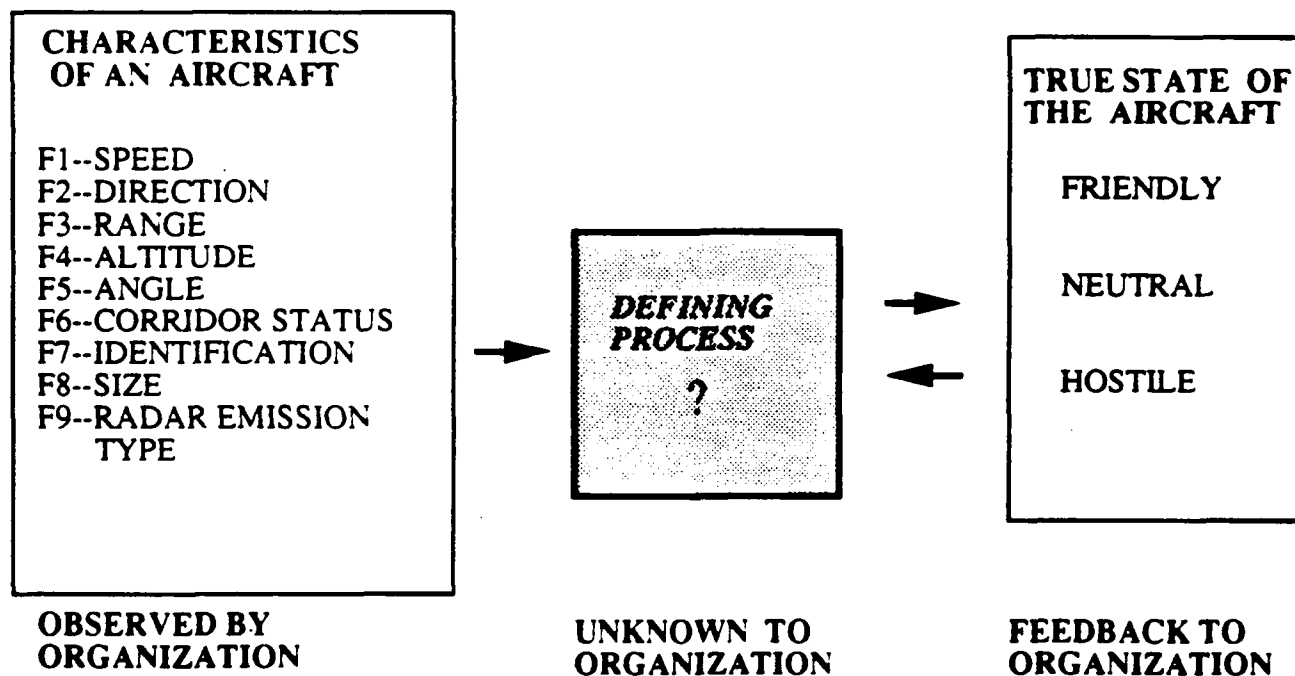 CHARACTERISTICS
OF AN AIRCRAFT
F1--SPEED
F2--DIRECTION
F3--RANGE
F4--ALTITUDE
F5--ANGLE
F6--CORRIDOR STATUS
F7--IDENTIFICATION
F8--SIZE
F9--RADAR EMISSION
TYPE
OBSERVED BY
ORGANIZATION
DEFINING
PROCESS
?
UNKNOWN TO
ORGANIZATION
TRUE STATE OF
THE AIRCRAFT
FRIENDLY
NEUTRAL
HOSTILE
FEEDBACK TO
ORGANIZATION